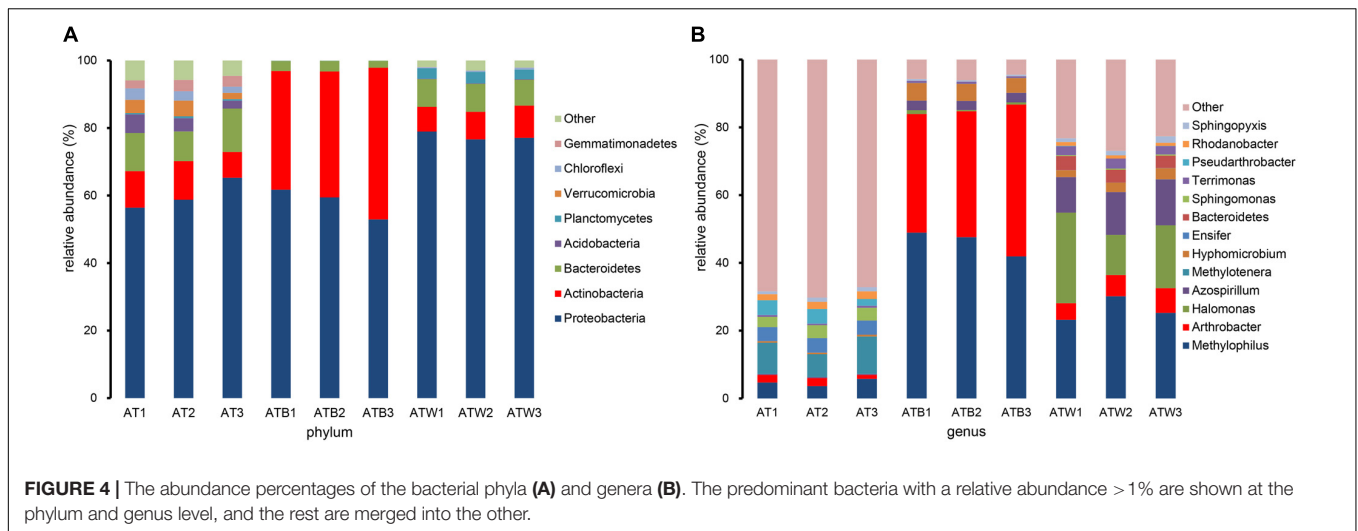 A
relative abundance (%)
100
80
60
40
20
0
AT1 AT2 AT3 ATB1 ATB2 ATB3 ATW1 ATW2 ATW3
phylum
Other
Gemmatimonadetes
Chloroflexi
Verrucomicrobia
Planctomycetes
Acidobacteria
Bacteroidetes
Actinobacteria
Proteobacteria
B
relative abundance (%)
100
80
60
40
20
0
AT1 AT2 AT3 ATB1 ATB2 ATB3 ATW1 ATW2 ATW3
genus
Other
Sphingopyxis
Rhodanobacter
Pseudarthrobacter
Terrimonas
Sphingomonas
Bacteroidetes
Ensifer
Hyphomicrobium
Methylotenera
Azospirillum
Halomonas
Arthrobacter
Methylophilus
FIGURE 4 | The abundance percentages of the bacterial phyla (A) and genera (B). The predominant bacteria with a relative abundance >1% are shown at the
phylum and genus level, and the rest are merged into the other.